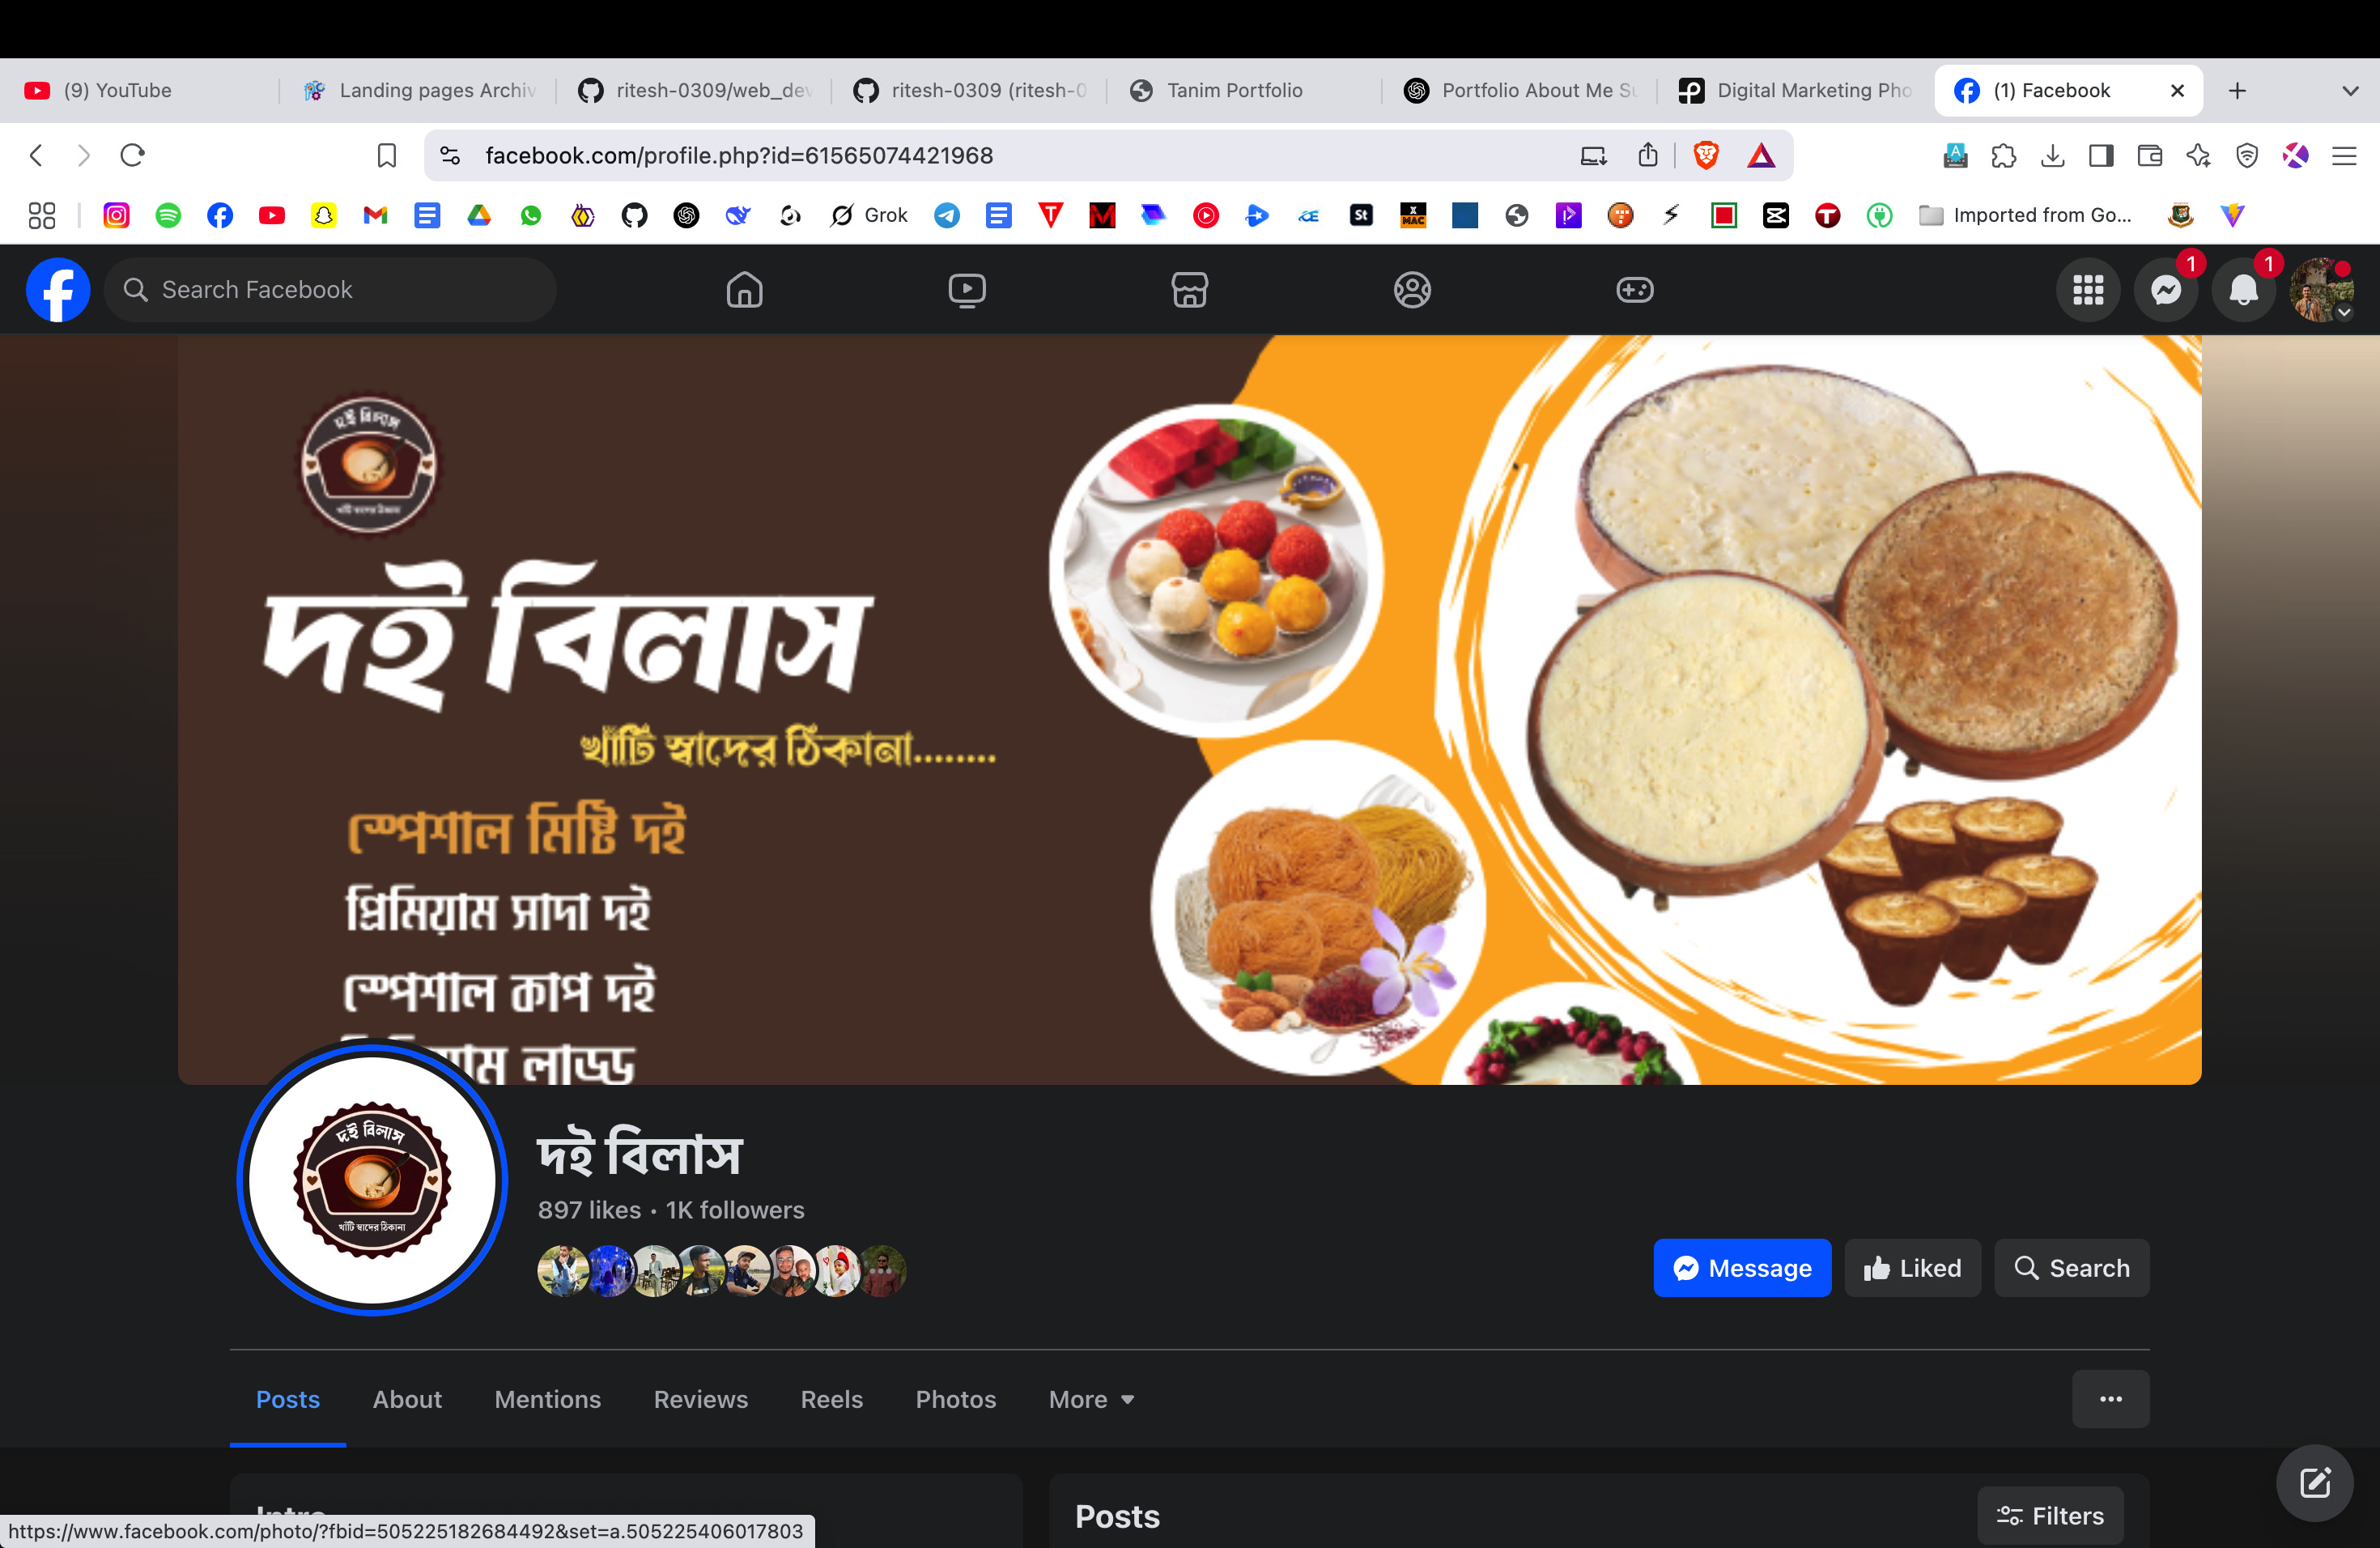 (9) YouTube
Landing pages Archiv
ritesh-0309/web_dev
ritesh-0309 (ritesh-0
Tanim Portfolio
Portfolio About Me Su
Digital Marketing Pho
(1) Facebook
facebook.com/profile.php?id=61565074421968
Grok
Imported from Go...
Search Facebook
1
1
দই বিলাস
খাঁটি স্বাদের ঠিকানা
দই বিলাস
খাঁটি স্বাদের ঠিকানা........
স্পেশাল মিষ্টি দই
প্রিমিয়াম সাদা দই
স্পেশাল কাপ দই
লাড্ডু
দই বিলাস
খাঁটি স্বাদের ঠিকানা
দই বিলাস
897 likes • 1K followers
Message
Liked
Search
Posts
About
Mentions
Reviews
Reels
Photos
More
Intro
Posts
Filters
https://www.facebook.com/photo/?fbid=505225182684492&set=a.505225406017803